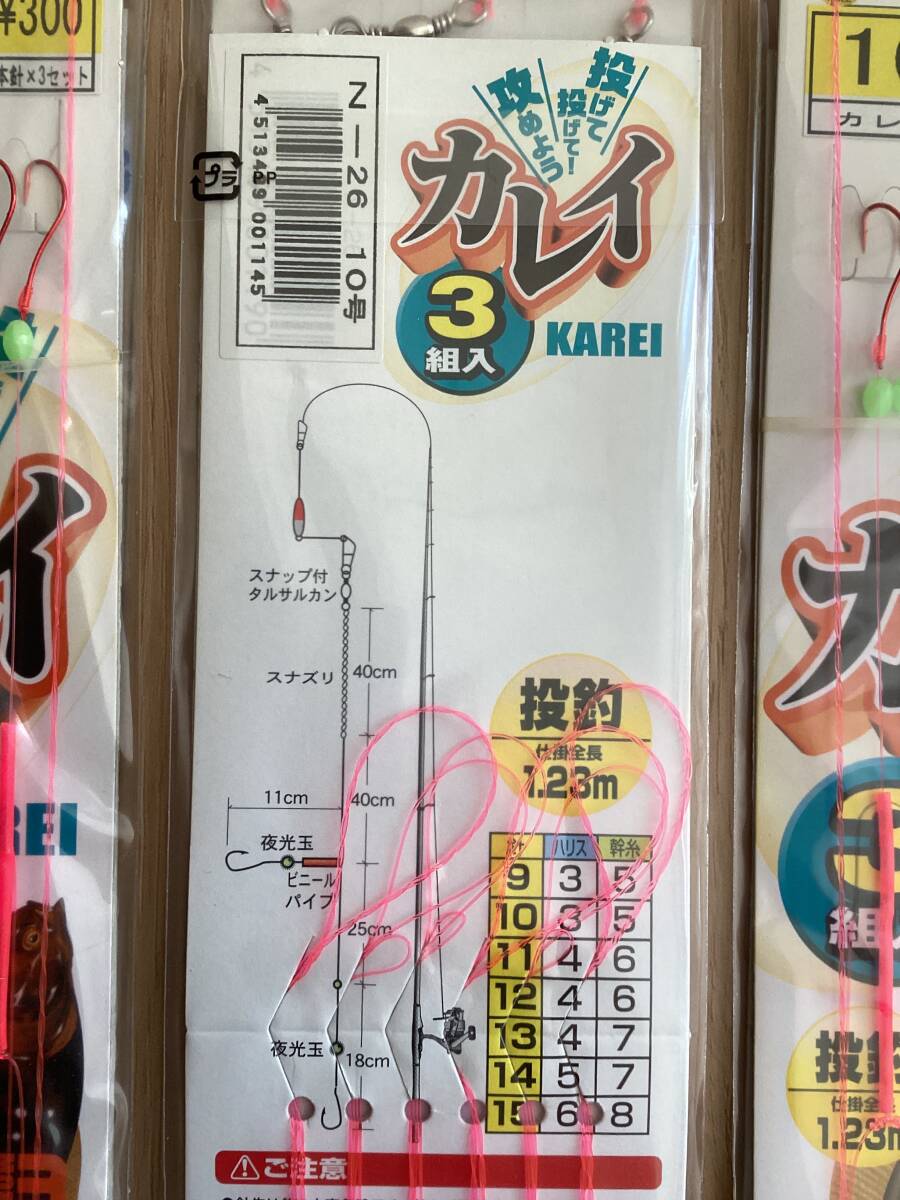 ¥300
本針×3セット
N-26 10号
4 513499 001145
プラ PP
投げて
投げて!
攻めよう
カレイ
3
組入
KAREI
スナップ付
タルサルカン
スナズリ
40cm
投釣
仕掛全長
1.23m
11cm
40cm
夜光玉
ビニール
パイプ
25cm
夜光玉
18cm
針 ハリス 幹糸
9 3 5
10 3 5
11 4 6
12 4 6
13 4 7
14 5 7
15 6 8
ご注意
イ
REI
10
カレ
カ
3
組
投釣
仕掛全長
1.23m